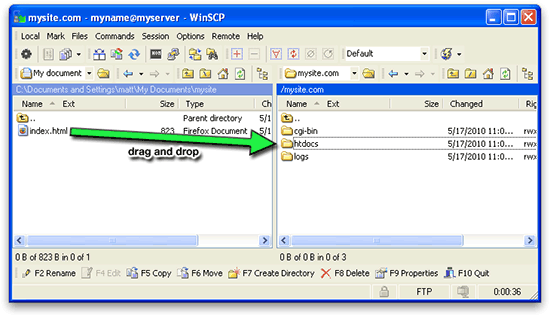 mysite.com - myname@myserver - WinSCP
Local Mark Files Commands Session Options Remote Help
Default
My document
mysite.com
C:\Documents and Settings\matt\My Documents\mysite
/mysite.com
Name Ext Size Type Ch
Name Ext Size Changed Rig
.. Parent directory 5/1
..
index.html 823 Firefox Document 5/1
cgi-bin 5/17/2010 11:0... rwx
htdocs 5/17/2010 11:0... rwx
logs 5/17/2010 11:0... rwx
drag and drop
0 B of 823 B in 0 of 1
0 B of 0 B in 0 of 3
F2 Rename F4 Edit F5 Copy F6 Move F7 Create Directory F8 Delete F9 Properties F10 Quit
FTP 0:00:36